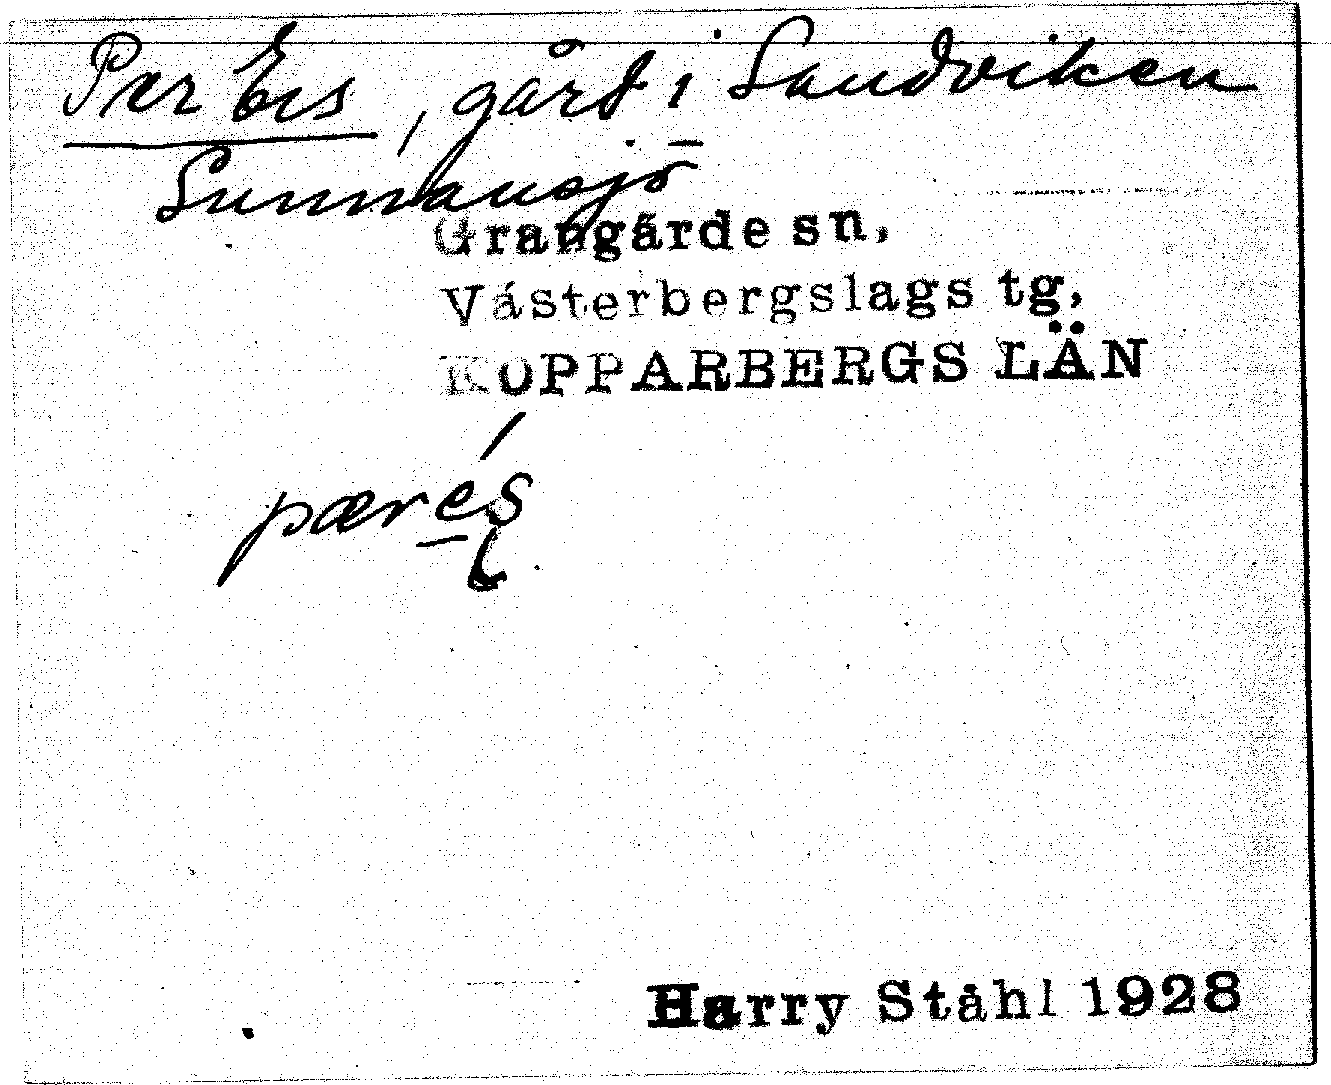 Per Ers, gård i Sandviken
Sunnansjö
Grangärde sn,
Västerbergslags tg,
KOPPARBERGS LÄN
pærés
Harry Ståhl 1928